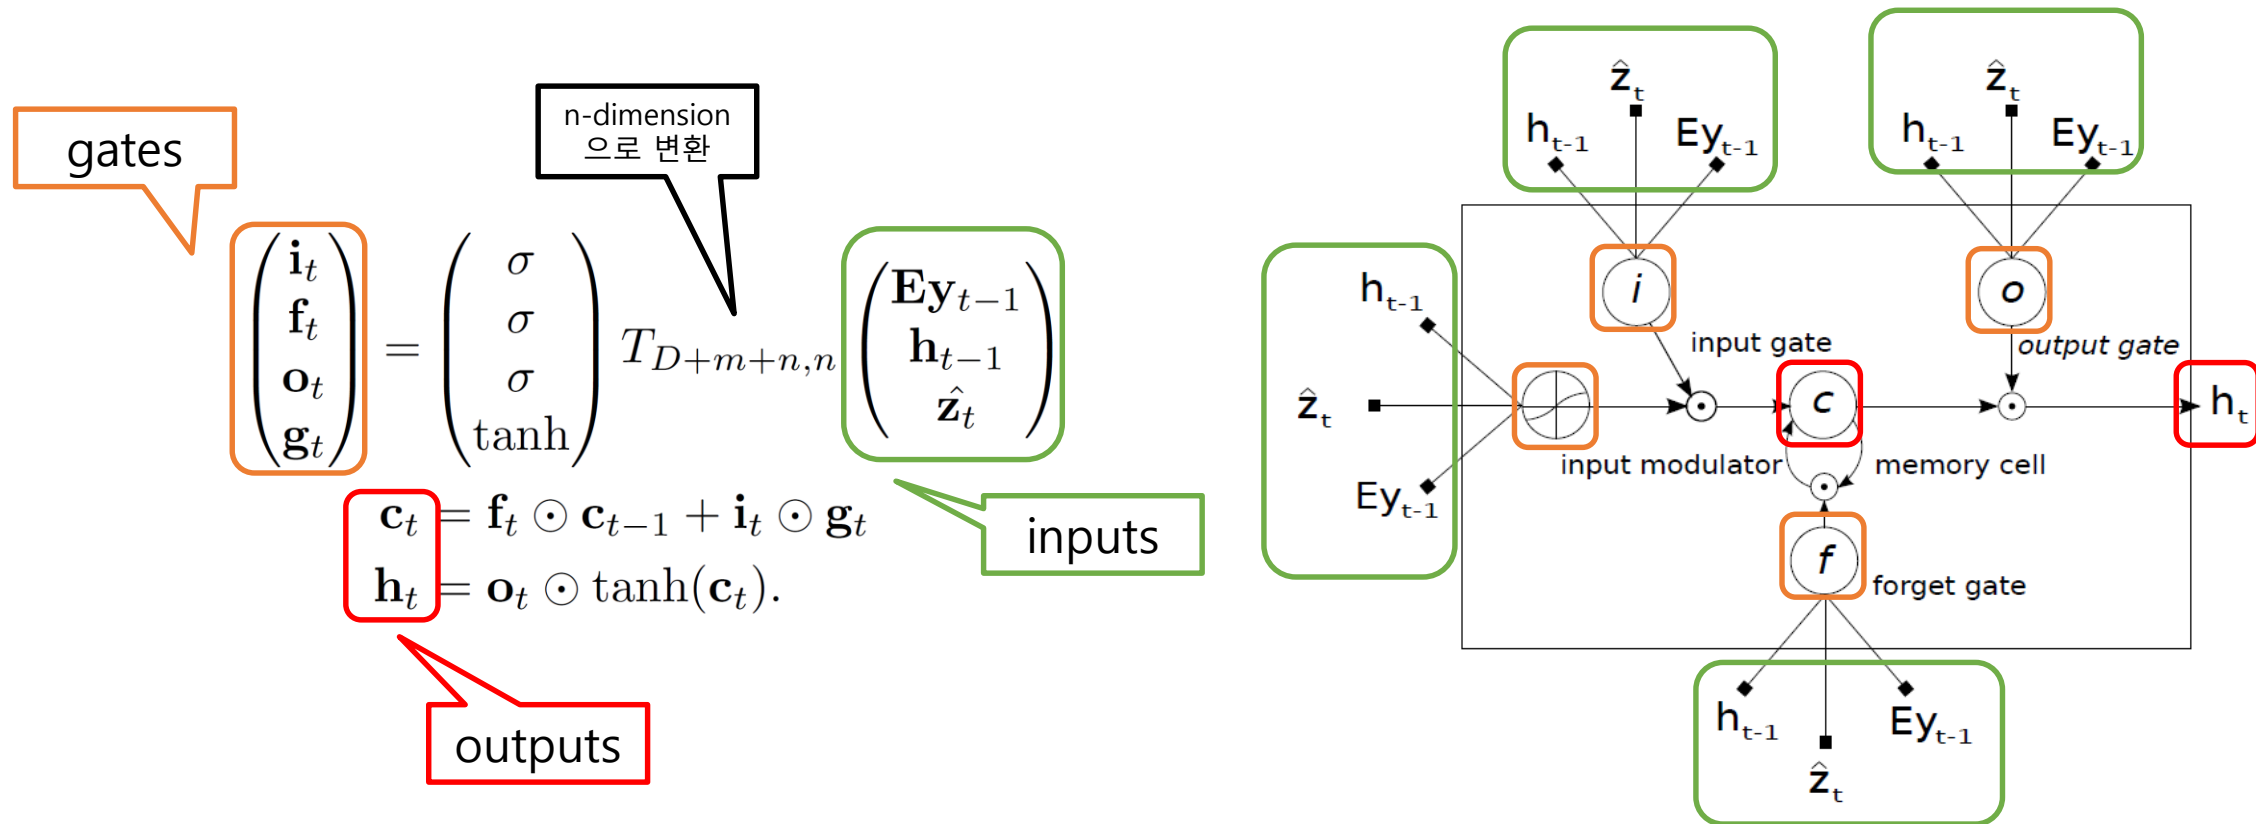 gates
n-dimension
으로 변환
i_t
f_t
o_t
g_t
=
σ
σ
σ
tanh
T_{D+m+n,n}
Ey_{t−1}
h_{t−1}
ẑ_t
c_t = f_t ⊙ c_{t−1} + i_t ⊙ g_t
h_t = o_t ⊙ tanh(c_t).
inputs
outputs
ẑ_t
h_{t-1}
Ey_{t-1}
ẑ_t
h_{t-1}
Ey_{t-1}
i
o
h_{t-1}
input gate
output gate
ẑ_t
c
h_t
input modulator
memory cell
Ey_{t-1}
f
forget gate
h_{t-1}
Ey_{t-1}
ẑ_t